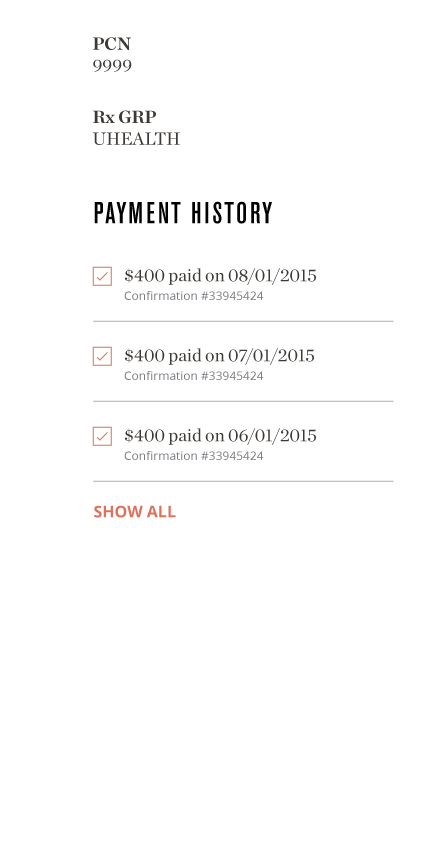 PCN
9999
Rx GRP
UHEALTH
PAYMENT HISTORY
$400 paid on 08/01/2015
Confirmation #33945424
$400 paid on 07/01/2015
Confirmation #33945424
$400 paid on 06/01/2015
Confirmation #33945424
SHOW ALL